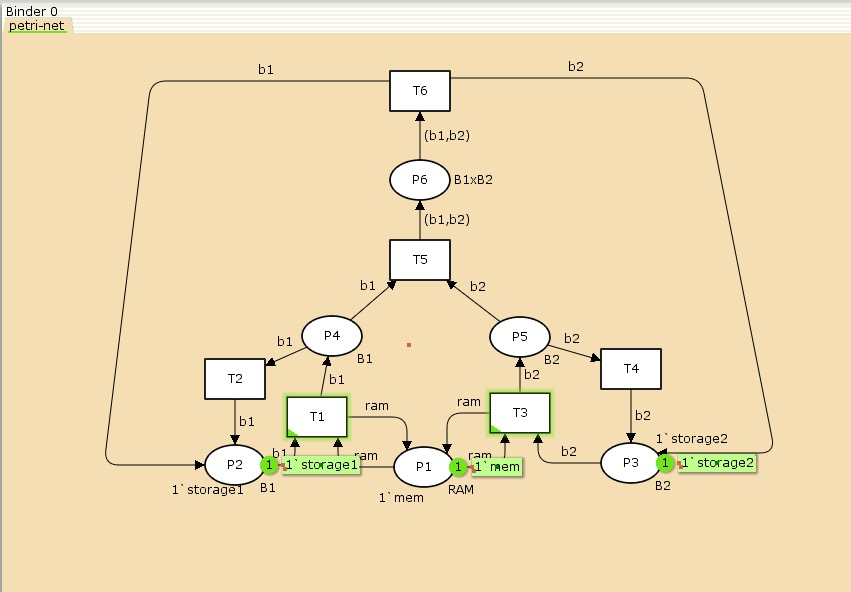 Binder 0
petri-net
b1
b2
T6
(b1,b2)
P6
B1xB2
(b1,b2)
T5
b1
b2
P4
B1
P5
B2
b1
b2
T2
T4
b1
b2
T1
ram
ram
T3
b1
b2
P2
1
b1
1`storage1
ram
1`storage1
B1
P1
1
ram
1`mem
1`mem
RAM
b2
P3
1
1`storage2
1`storage2
B2